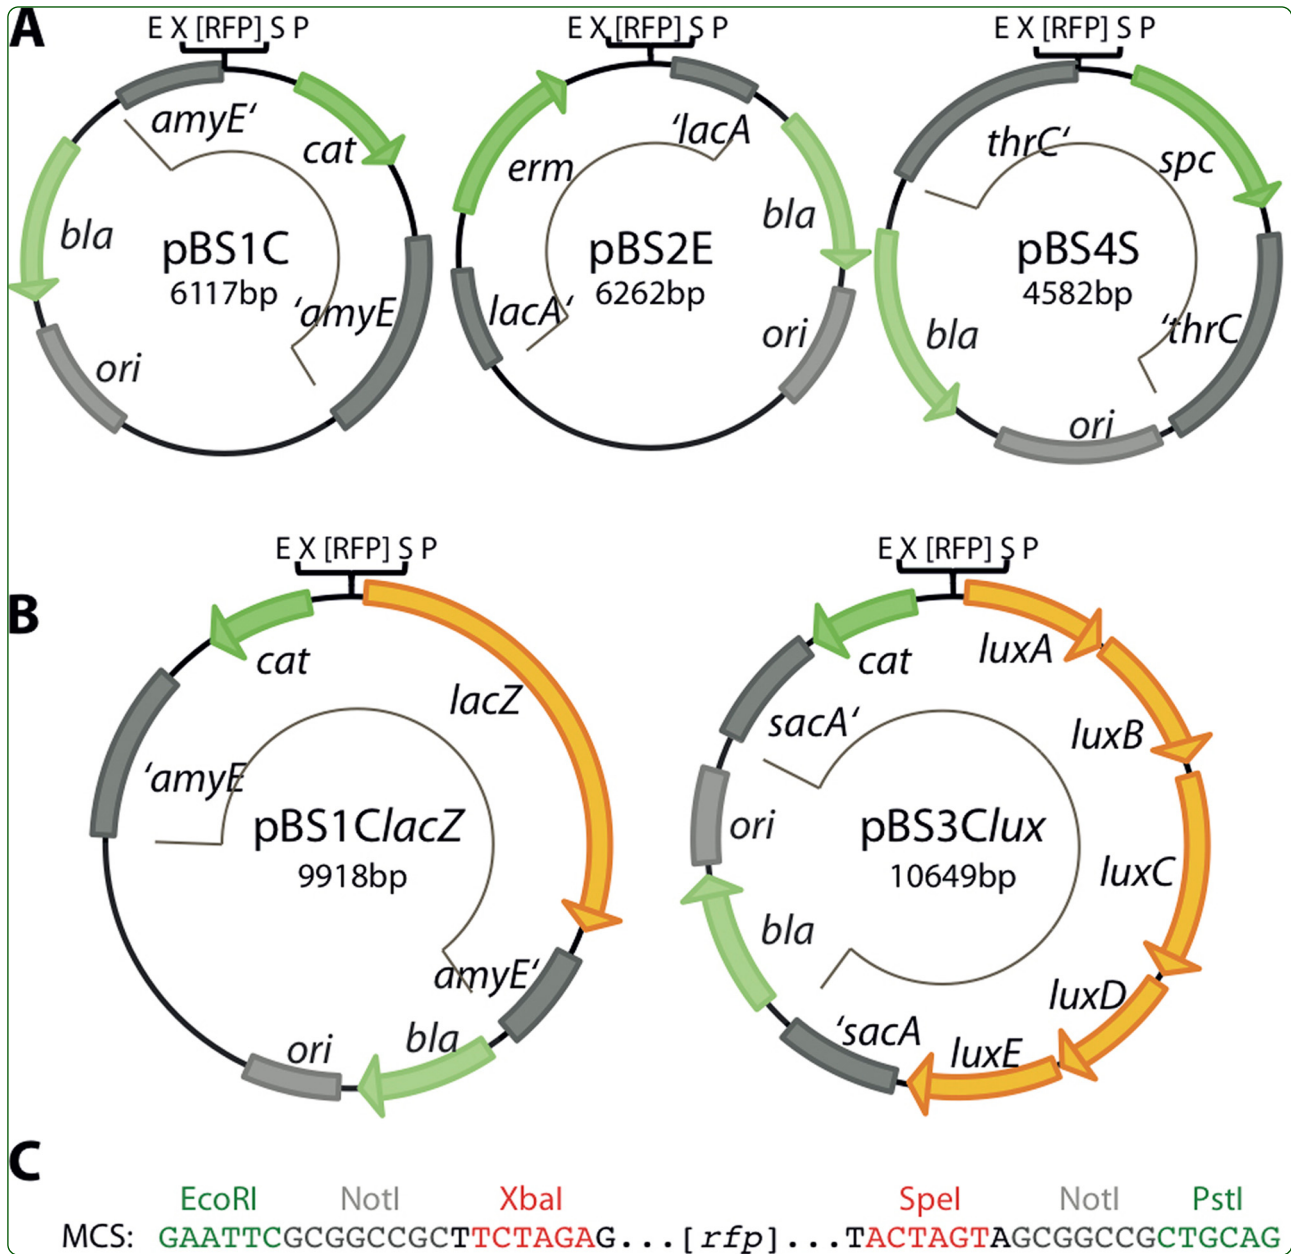 A
E X [RFP] S P
amyE‘
cat
bla
pBS1C
6117bp
‘amyE
ori
E X [RFP] S P
‘lacA
erm
bla
pBS2E
6262bp
lacA‘
ori
E X [RFP] S P
thrC‘
spc
pBS4S
4582bp
bla
‘thrC
ori
B
E X [RFP] S P
cat
lacZ
‘amyE
pBS1ClacZ
9918bp
amyE‘
bla
ori
E X [RFP] S P
cat
luxA
sacA‘
luxB
ori
pBS3Clux
10649bp
luxC
bla
luxD
‘sacA
luxE
C
EcoRI NotI XbaI SpeI NotI PstI
MCS: GAATTCGCGGCCGCTTCTAGAG...[rfp]...TACTAGTAGCGGCCGCTGCAG